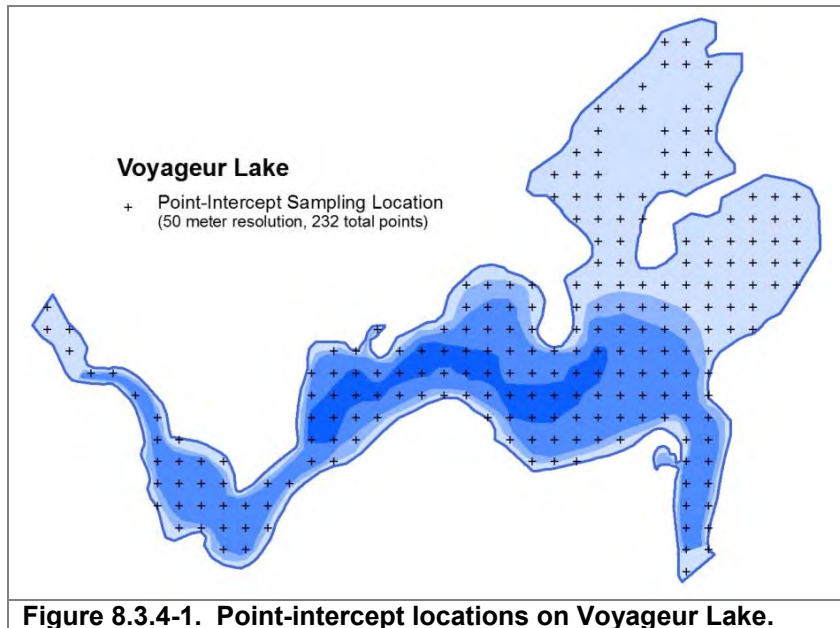 Voyageur Lake
+ Point-Intercept Sampling Location
(50 meter resolution, 232 total points)
Figure 8.3.4-1. Point-intercept locations on Voyageur Lake.